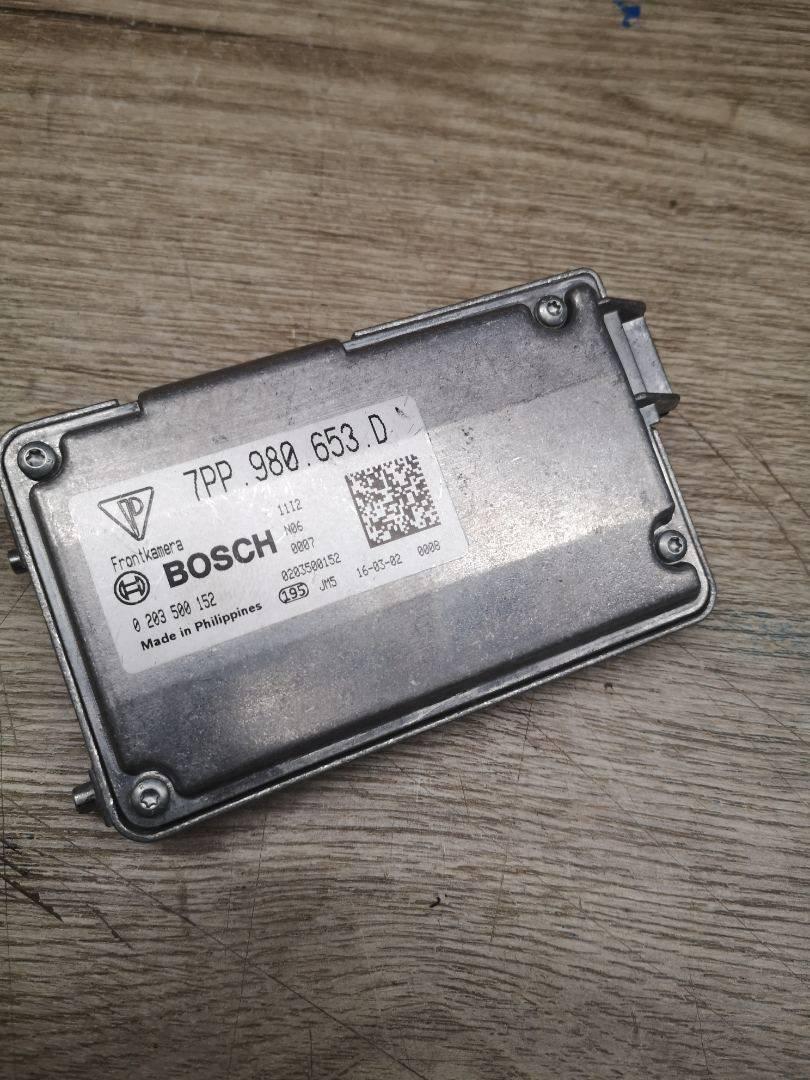 7PP.980.653.D
Frontkamera
BOSCH
0 203 500 152
Made in Philippines
11I2
N06
0007
0203500152
195 JM5 16-03-02 0008